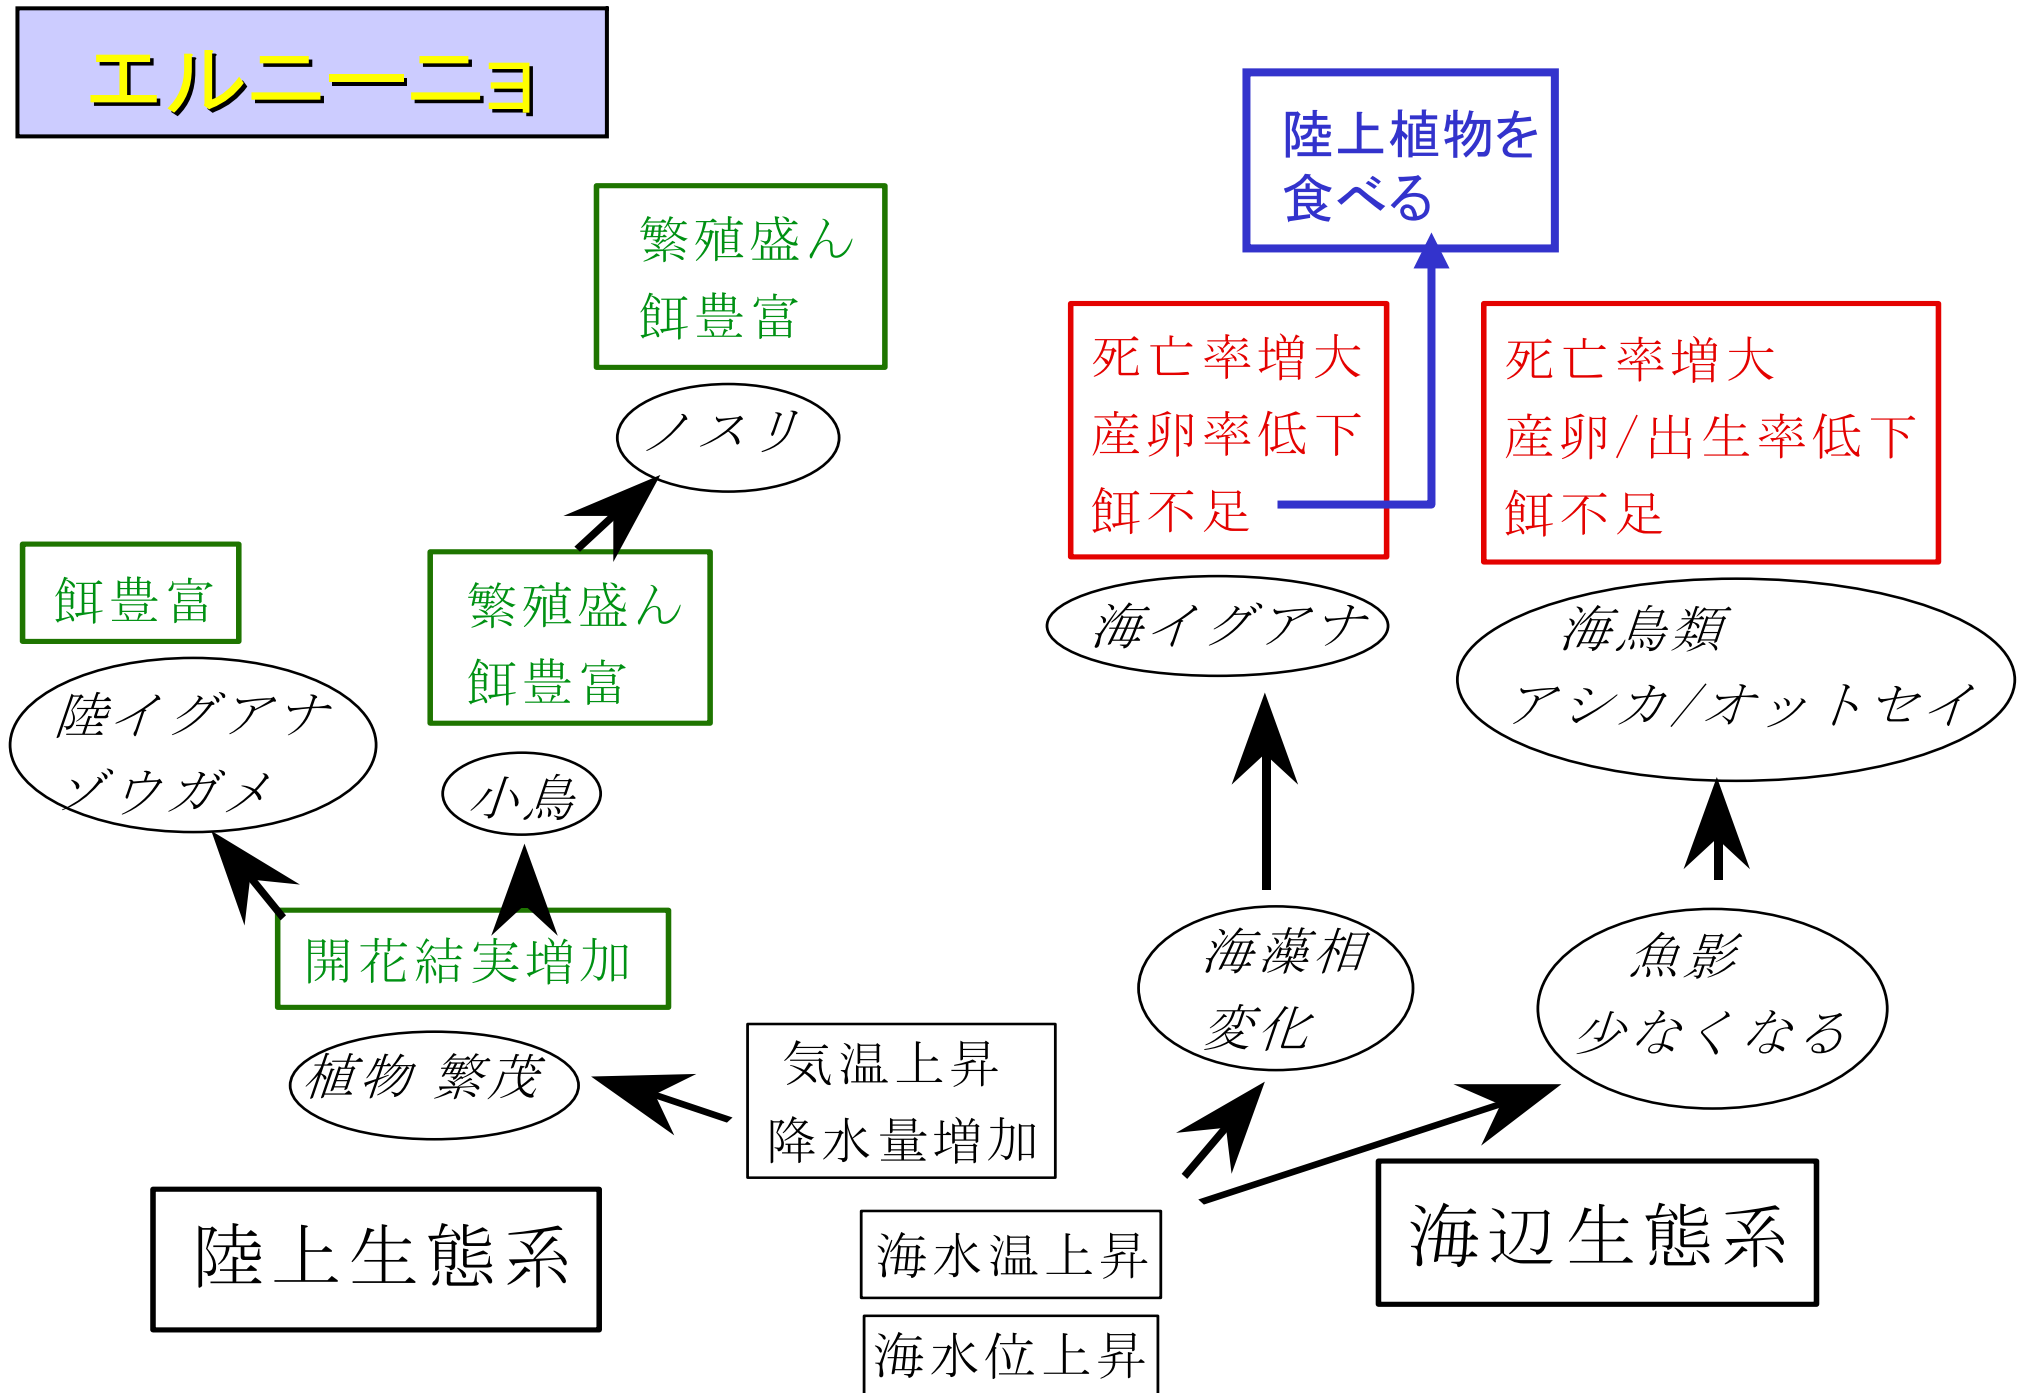 エルニーニョ
陸上植物を
食べる
繁殖盛ん
餌豊富
ノスリ
死亡率増大
産卵率低下
餌不足
死亡率増大
産卵/出生率低下
餌不足
餌豊富
陸イグアナ
ゾウガメ
繁殖盛ん
餌豊富
小鳥
海イグアナ
海鳥類
アシカ/オットセイ
開花結実増加
植物 繁茂
気温上昇
降水量増加
海藻相
変化
魚影
少なくなる
陸上生態系
海水温上昇
海水位上昇
海辺生態系